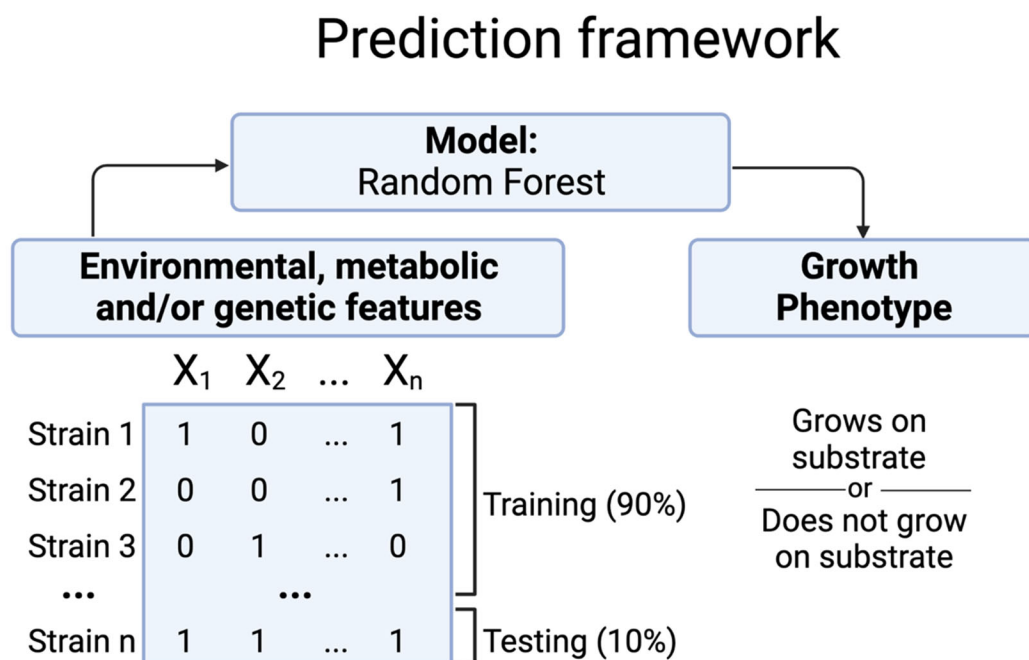 Prediction framework
Model:
Random Forest
Environmental, metabolic
and/or genetic features
Growth
Phenotype
X₁ X₂ ... Xₙ
Strain 1 1 0 ... 1
Strain 2 0 0 ... 1
Strain 3 0 1 ... 0
... ...
Strain n 1 1 ... 1
Training (90%)
Testing (10%)
Grows on
substrate
or
Does not grow
on substrate